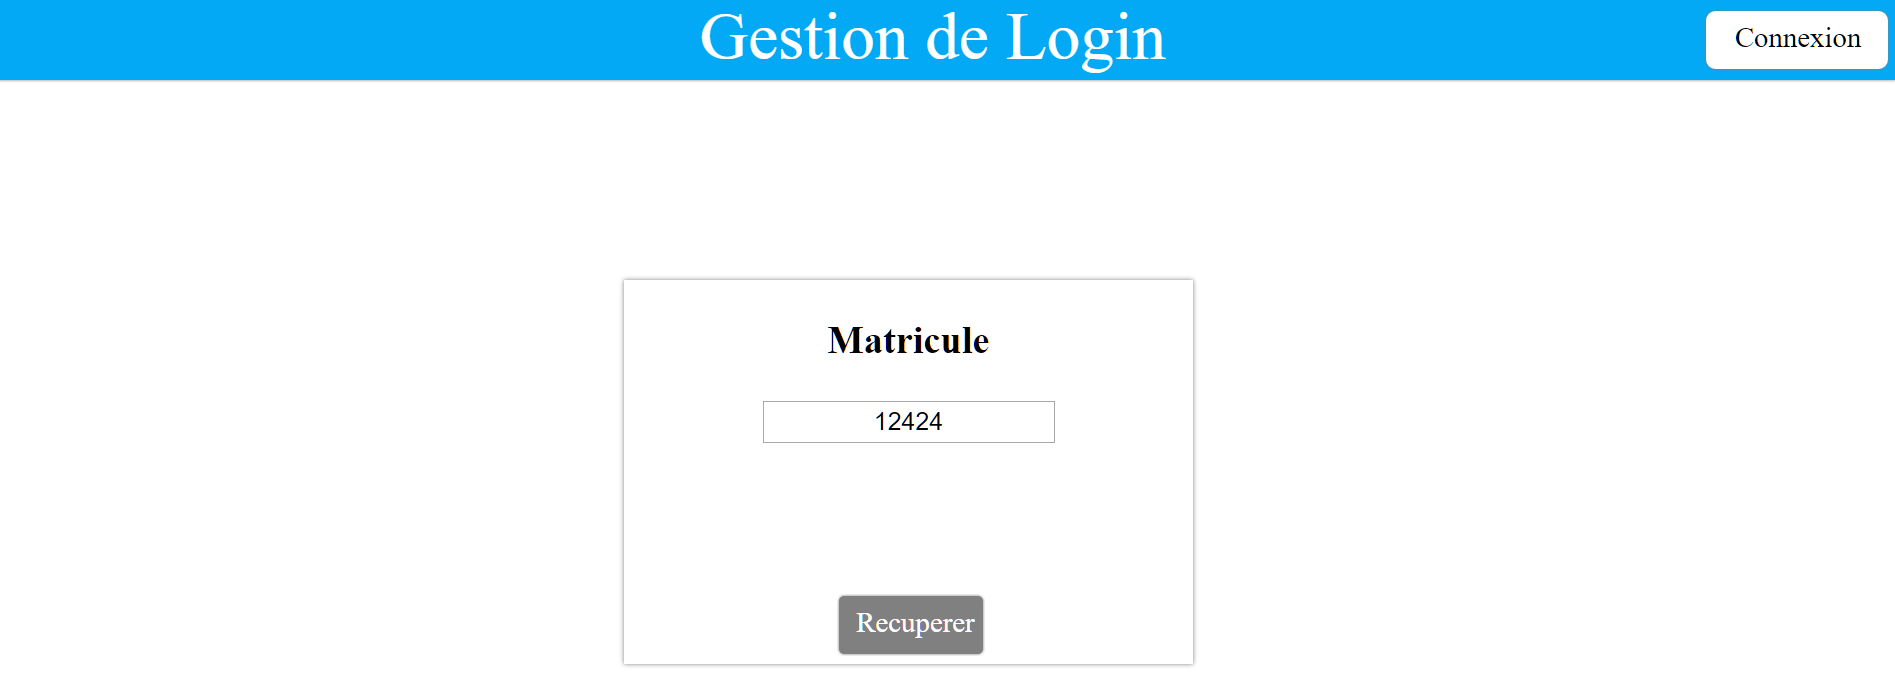 Gestion de Login
Connexion
Matricule
12424
Recuperer